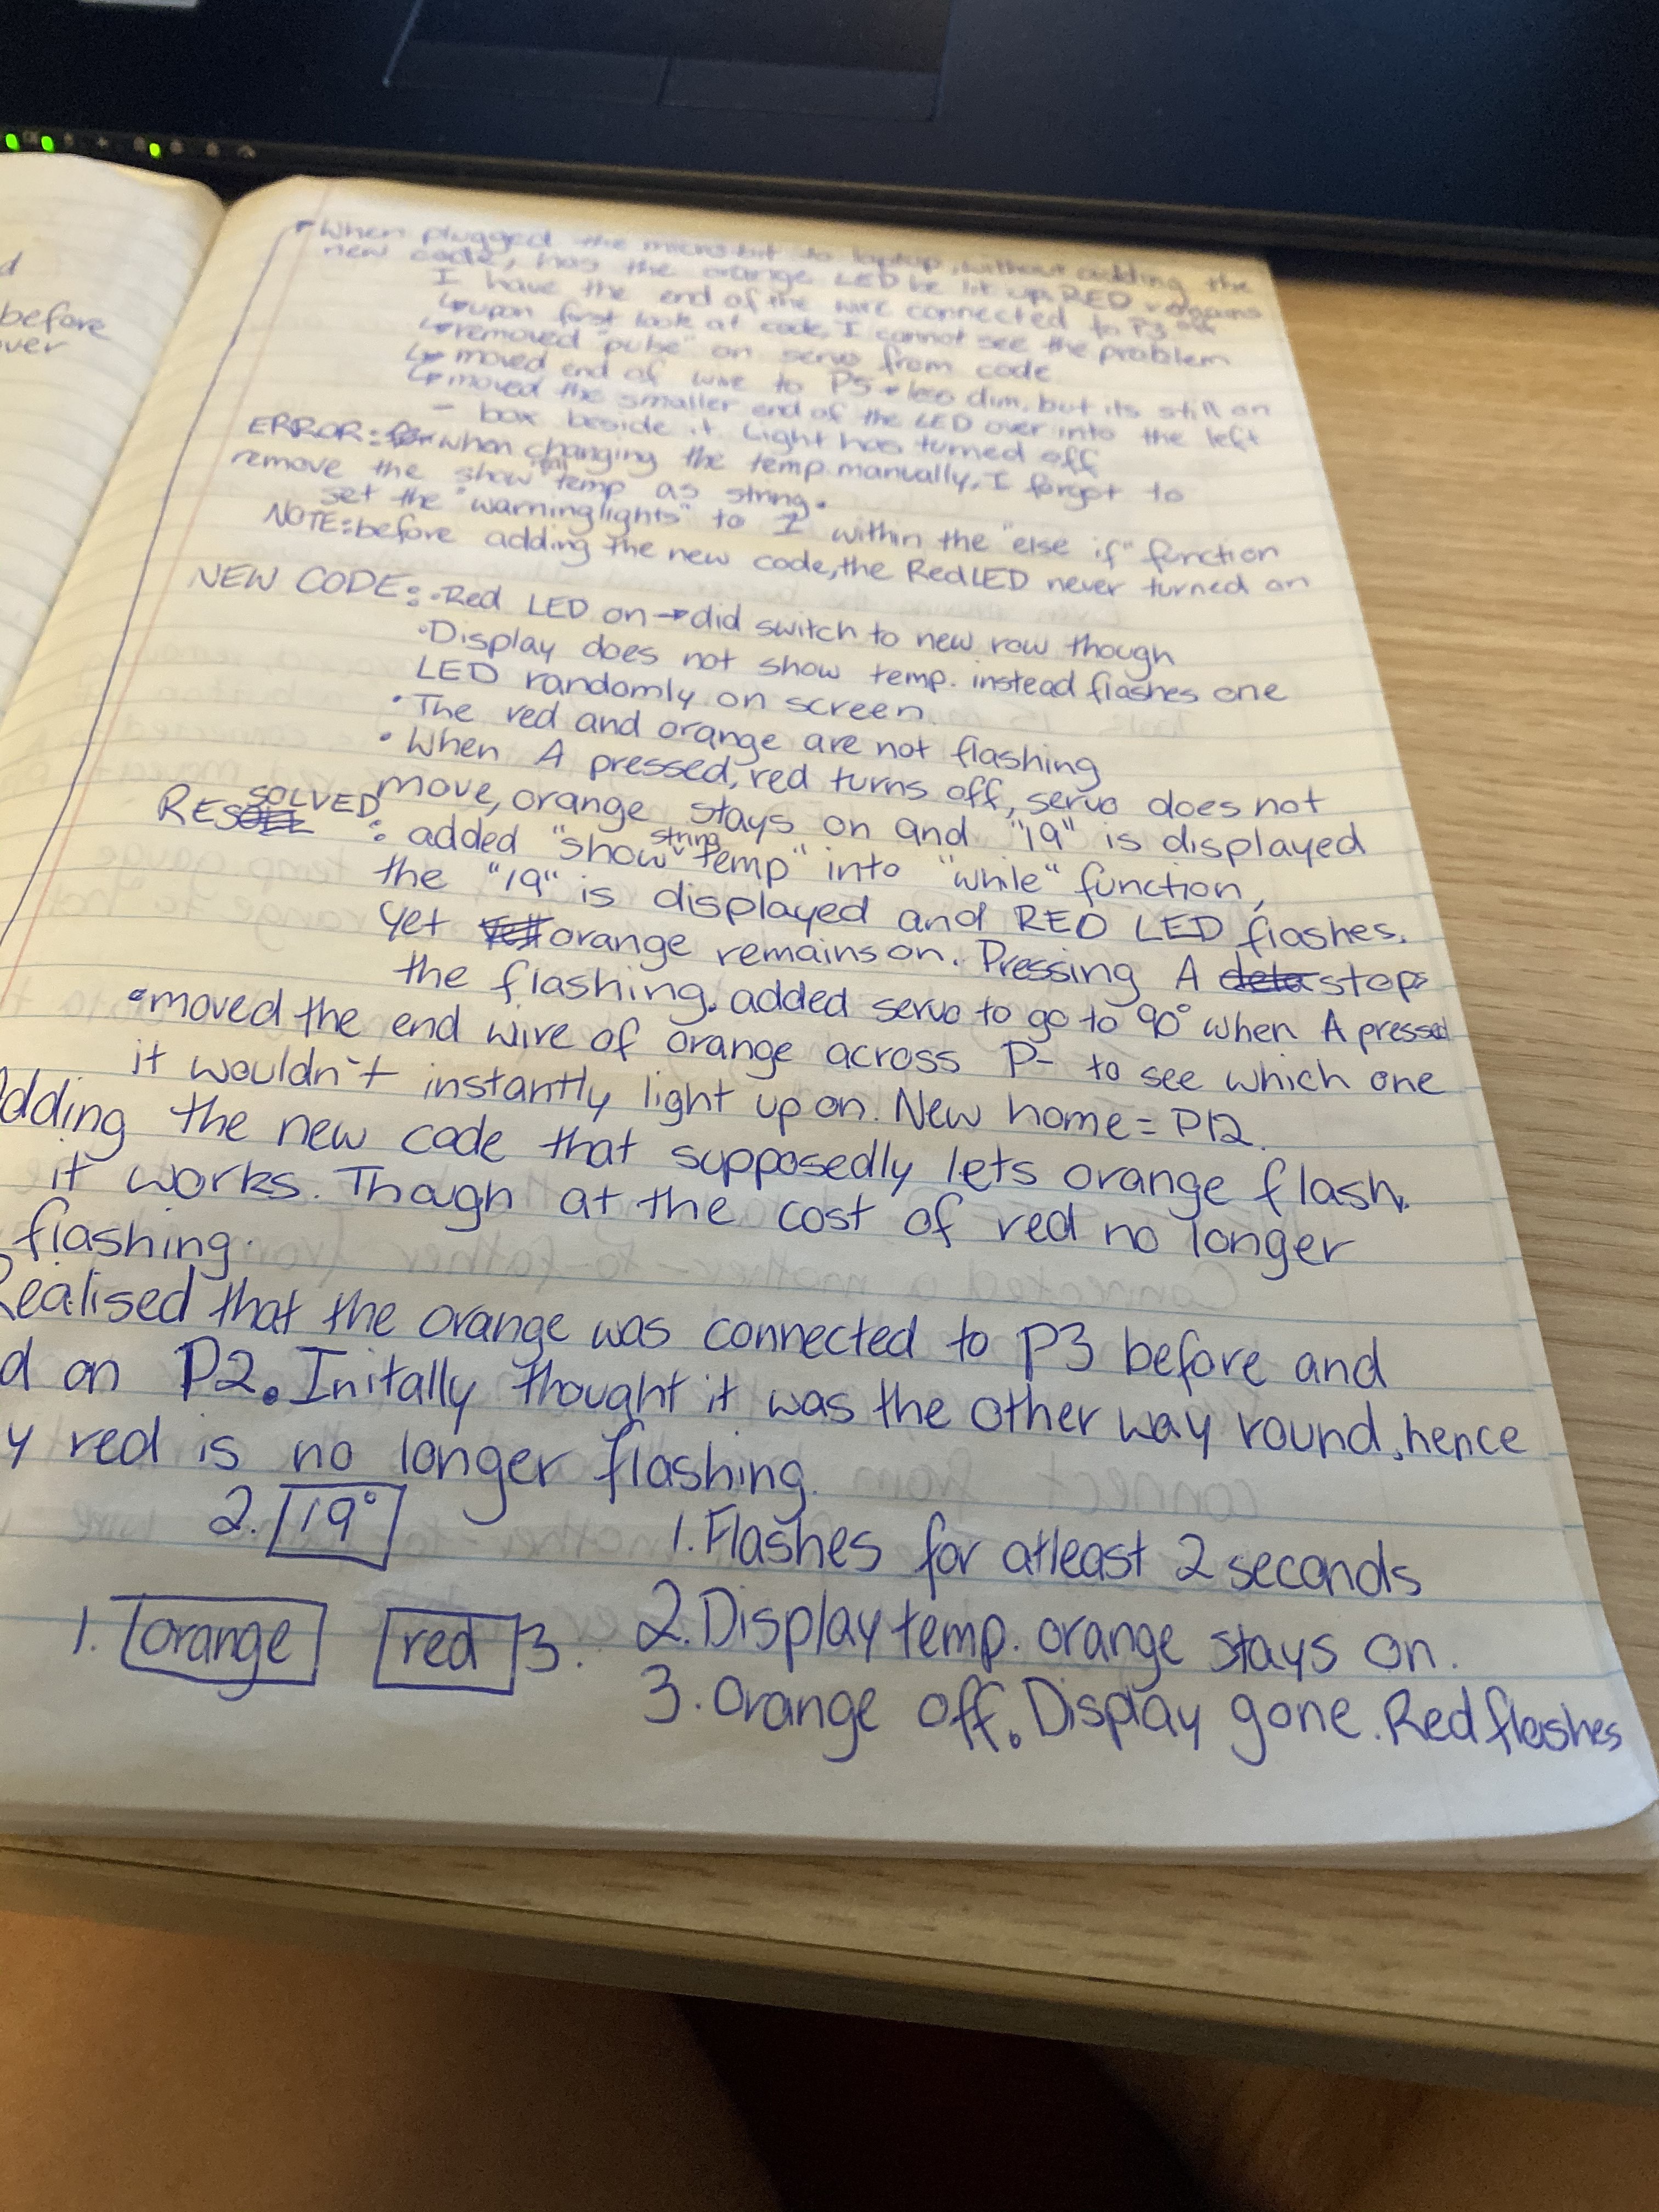 d
before
over
When plugged the microbit to laptop, without adding the
new code, has the orange LED be lit up. RED remains
off
I have the end of the wire connected to P3
upon first look at code, I cannot see the problem
removed "pulse" on servo from code
moved end of wire to P5 less dim, but its still on
moved the smaller end of the LED over into the left
- box beside it. Light has turned off
ERROR: when changing the temp. manually, I forgot to
remove the show temp as string.
set the "warninglights" to 1 within the "else if" function
NOTE: before adding the new code, the Red LED never turned on
NEW CODE: •Red LED on → did switch to new row though
•Display does not show temp. instead flashes one
LED randomly on screen.
• The red and orange are not flashing
• When A pressed, red turns off, servo does not
move, orange stays on and "19" is displayed
RESOLVED: added "show string temp" into "while" function,
the "19" is displayed and RED LED flashes.
yet orange remains on. Pressing A stops
the flashing. added servo to go to 90° when A pressed
•moved the end wire of orange across P- to see which one
it wouldn't instantly light up on. New home = P12.
Adding the new code that supposedly lets orange flash.
it works. Though at the cost of red no longer
flashing.
Realised that the orange was connected to P3 before and
d on P2. Initally thought it was the other way round, hence
y red is no longer flashing.
2. 19°
1. orange red 3.
1. Flashes for atleast 2 seconds
2. Display temp. orange stays on.
3. Orange off. Display gone. Red flashes